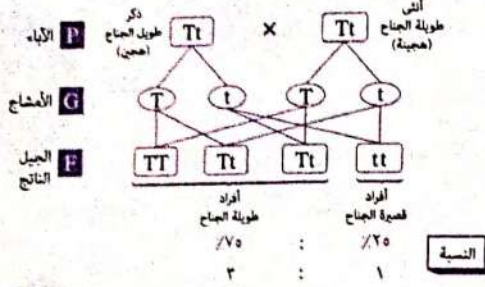 أنثى
طويلة الجناح
(هجينة)
Tt
×
Tt
ذكر
طويل الجناح
(هجين)
P الآباء
T t T t
G الأمشاج
TT Tt Tt tt
F الجيل
الناتج
أفراد
قصيرة الجناح
أفراد
طويلة الجناح
٪٢٥ : ٪٧٥
١ : ٣
النسبة